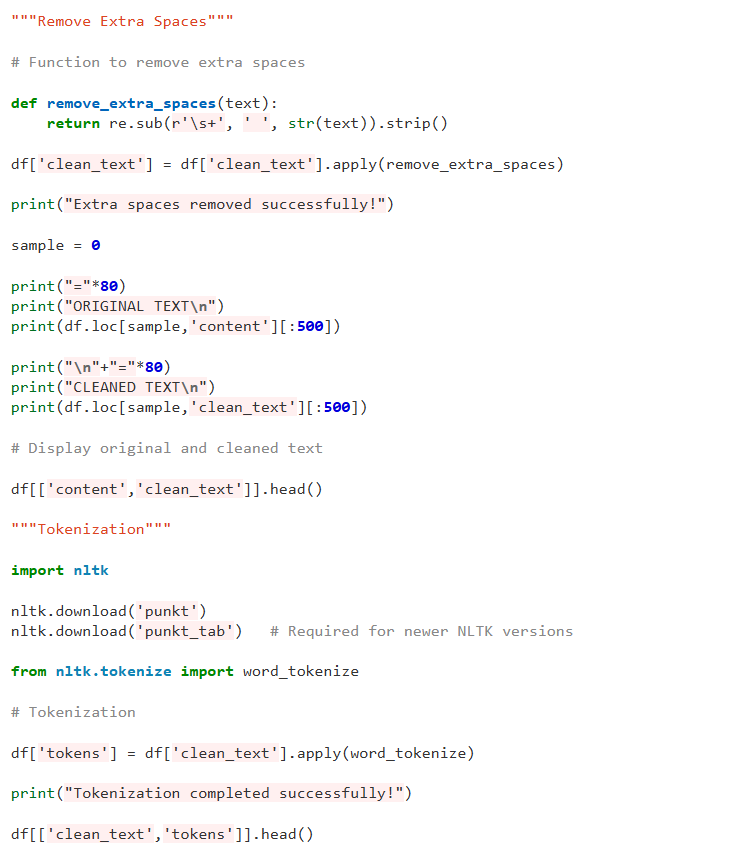 """Remove Extra Spaces"""
# Function to remove extra spaces
def remove_extra_spaces(text):
    return re.sub(r'\s+', ' ', str(text)).strip()
df['clean_text'] = df['clean_text'].apply(remove_extra_spaces)
print("Extra spaces removed successfully!")
sample = 0
print("="*80)
print("ORIGINAL TEXT\n")
print(df.loc[sample,'content'][:500])
print("\n"+"="*80)
print("CLEANED TEXT\n")
print(df.loc[sample,'clean_text'][:500])
# Display original and cleaned text
df[['content','clean_text']].head()
"""Tokenization"""
import nltk
nltk.download('punkt')
nltk.download('punkt_tab')   # Required for newer NLTK versions
from nltk.tokenize import word_tokenize
# Tokenization
df['tokens'] = df['clean_text'].apply(word_tokenize)
print("Tokenization completed successfully!")
df[['clean_text','tokens']].head()